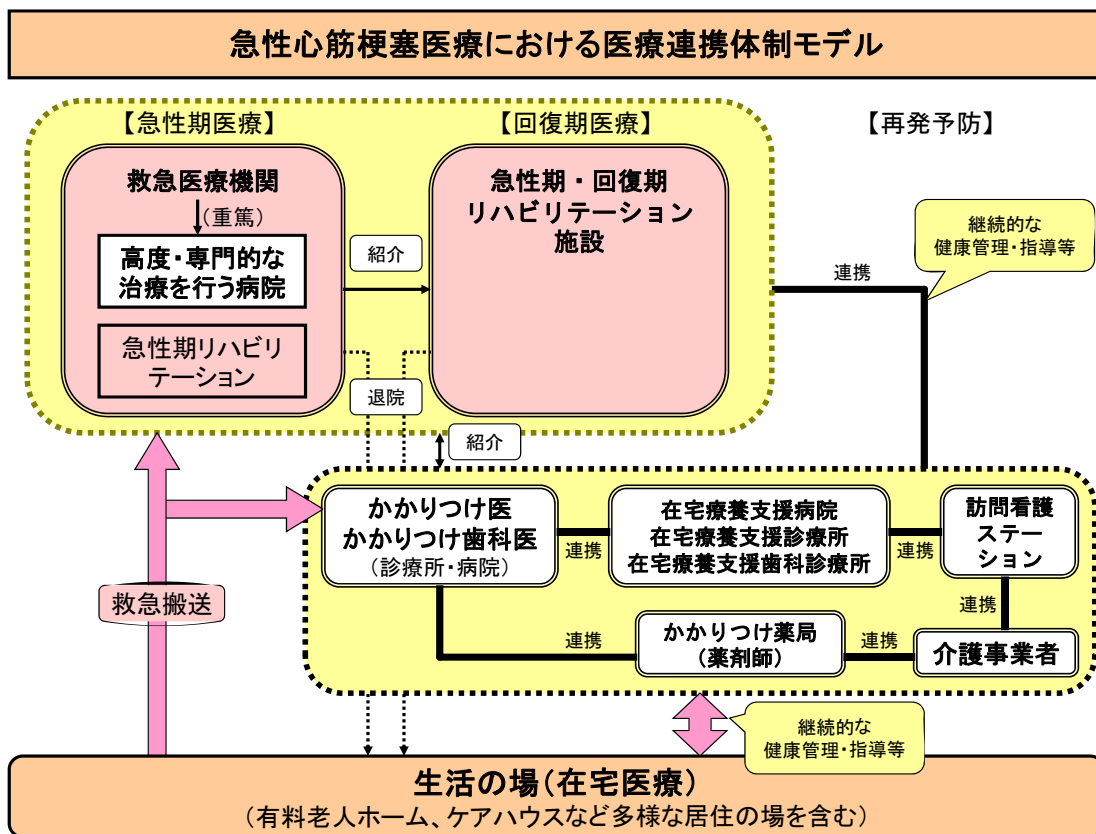 急性心筋梗塞医療における医療連携体制モデル
【急性期医療】
【回復期医療】
【再発予防】
救急医療機関
(重篤)
高度・専門的な
治療を行う病院
急性期リハビリ
テーション
紹介
急性期・回復期
リハビリテーション
施設
退院
連携
継続的な
健康管理・指導等
紹介
かかりつけ医
かかりつけ歯科医
(診療所・病院)
連携
在宅療養支援病院
在宅療養支援診療所
在宅療養支援歯科診療所
連携
訪問看護
ステー
ション
連携
救急搬送
連携
かかりつけ薬局
(薬剤師)
連携
介護事業者
継続的な
健康管理・指導等
生活の場(在宅医療)
(有料老人ホーム、ケアハウスなど多様な居住の場を含む)